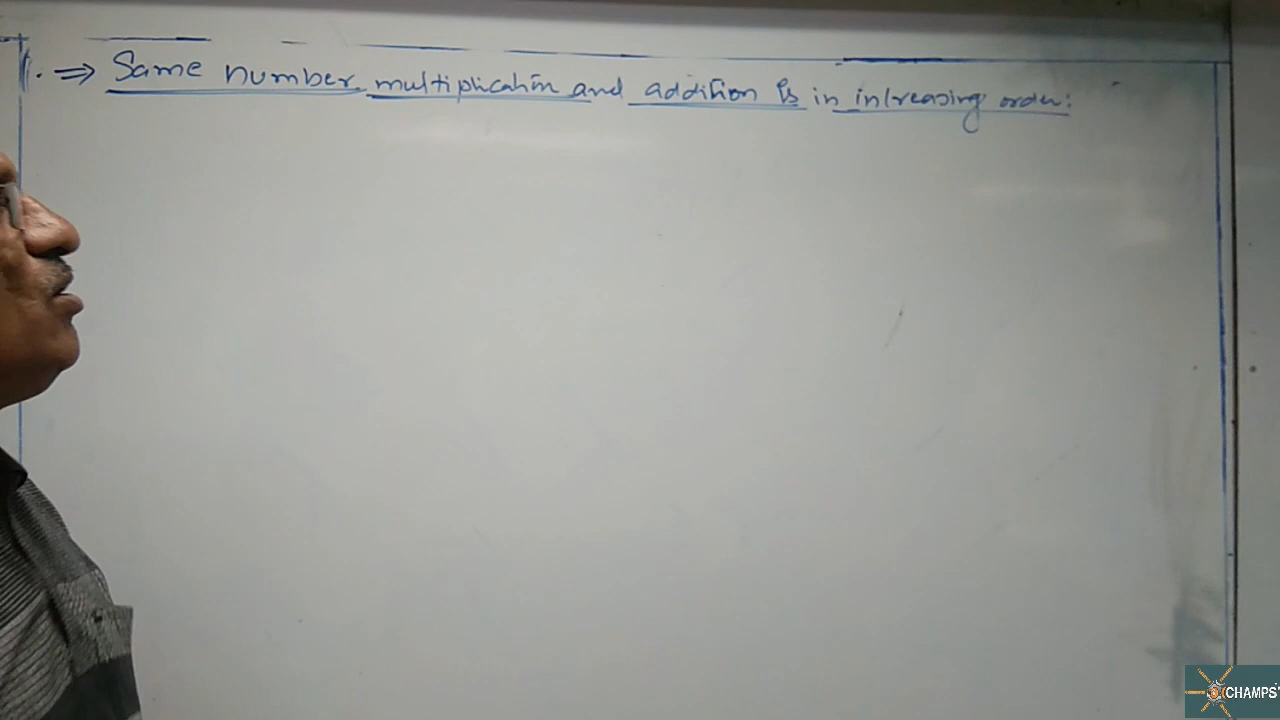 1. ⇒ Same number multiplication and addition is in increasing order:
CHAMPS'